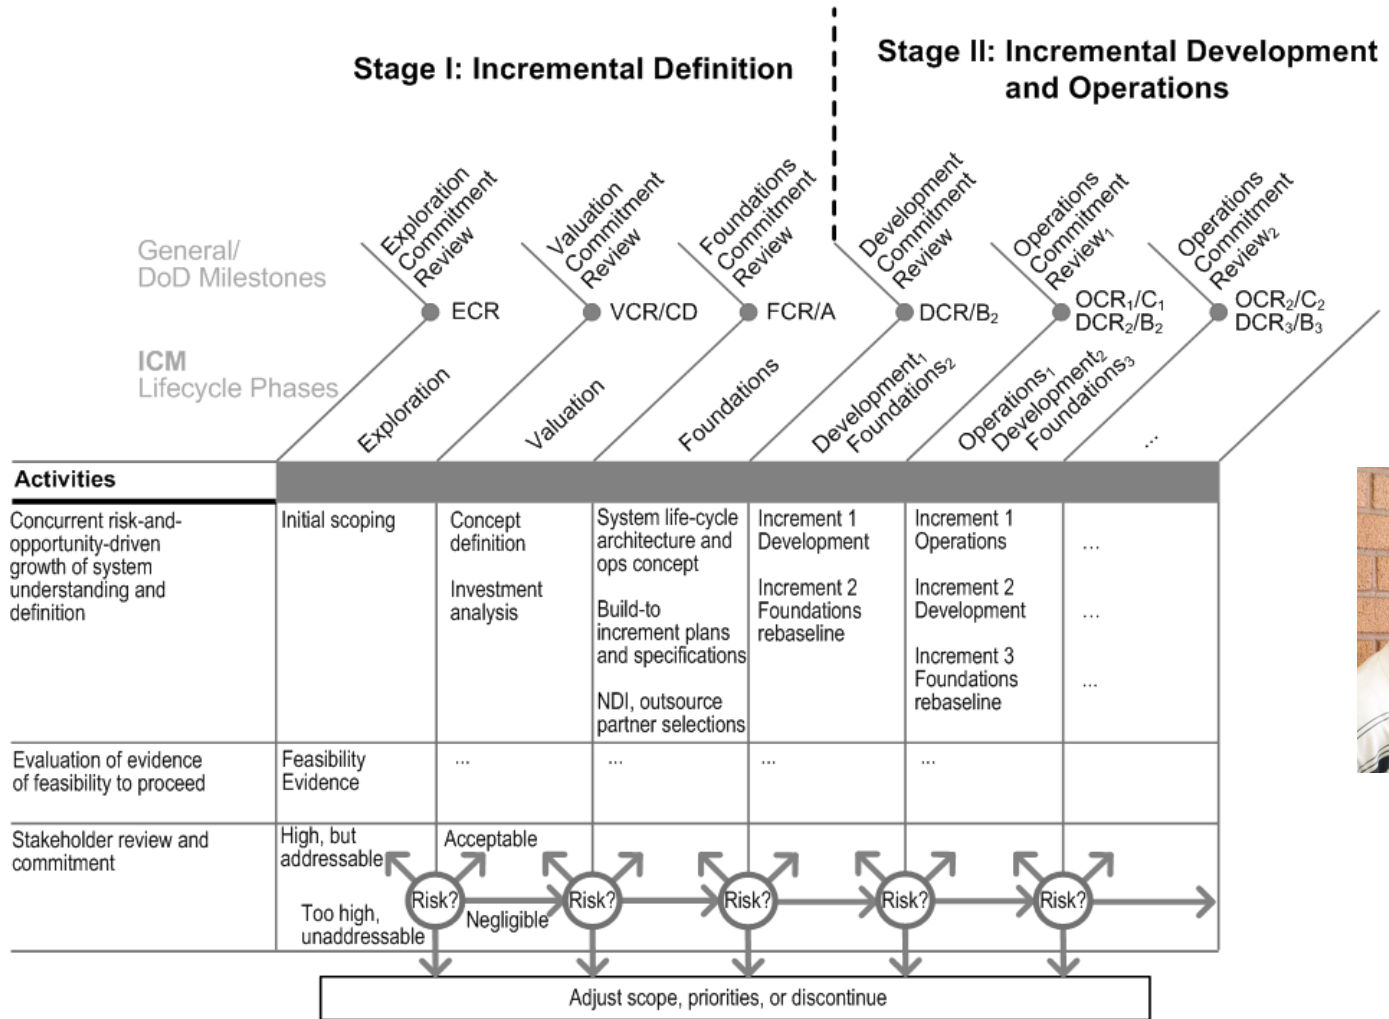 Stage I: Incremental Definition
Stage II: Incremental Development
and Operations
General/
DoD Milestones
Exploration
Commitment
Review
Valuation
Commitment
Review
Foundations
Commitment
Review
Development
Commitment
Review
Operations
Commitment
Review₁
Operations
Commitment
Review₂
ECR
VCR/CD
FCR/A
DCR/B₂
OCR₁/C₁
DCR₂/B₂
OCR₂/C₂
DCR₃/B₃
ICM
Lifecycle Phases
Exploration
Valuation
Foundations
Development₁
Foundations₂
Operations₁
Development₂
Foundations₃
...
Activities
Concurrent risk-and-
opportunity-driven
growth of system
understanding and
definition
Initial scoping
Concept
definition
Investment
analysis
System life-cycle
architecture and
ops concept
Build-to
increment plans
and specifications
NDI, outsource
partner selections
Increment 1
Development
Increment 2
Foundations
rebaseline
Increment 1
Operations
Increment 2
Development
Increment 3
Foundations
rebaseline
...
...
...
Evaluation of evidence
of feasibility to proceed
Feasibility
Evidence
...
...
...
...
Stakeholder review and
commitment
High, but
addressable
Acceptable
Too high,
unaddressable
Negligible
Risk?
Risk?
Risk?
Risk?
Risk?
Adjust scope, priorities, or discontinue